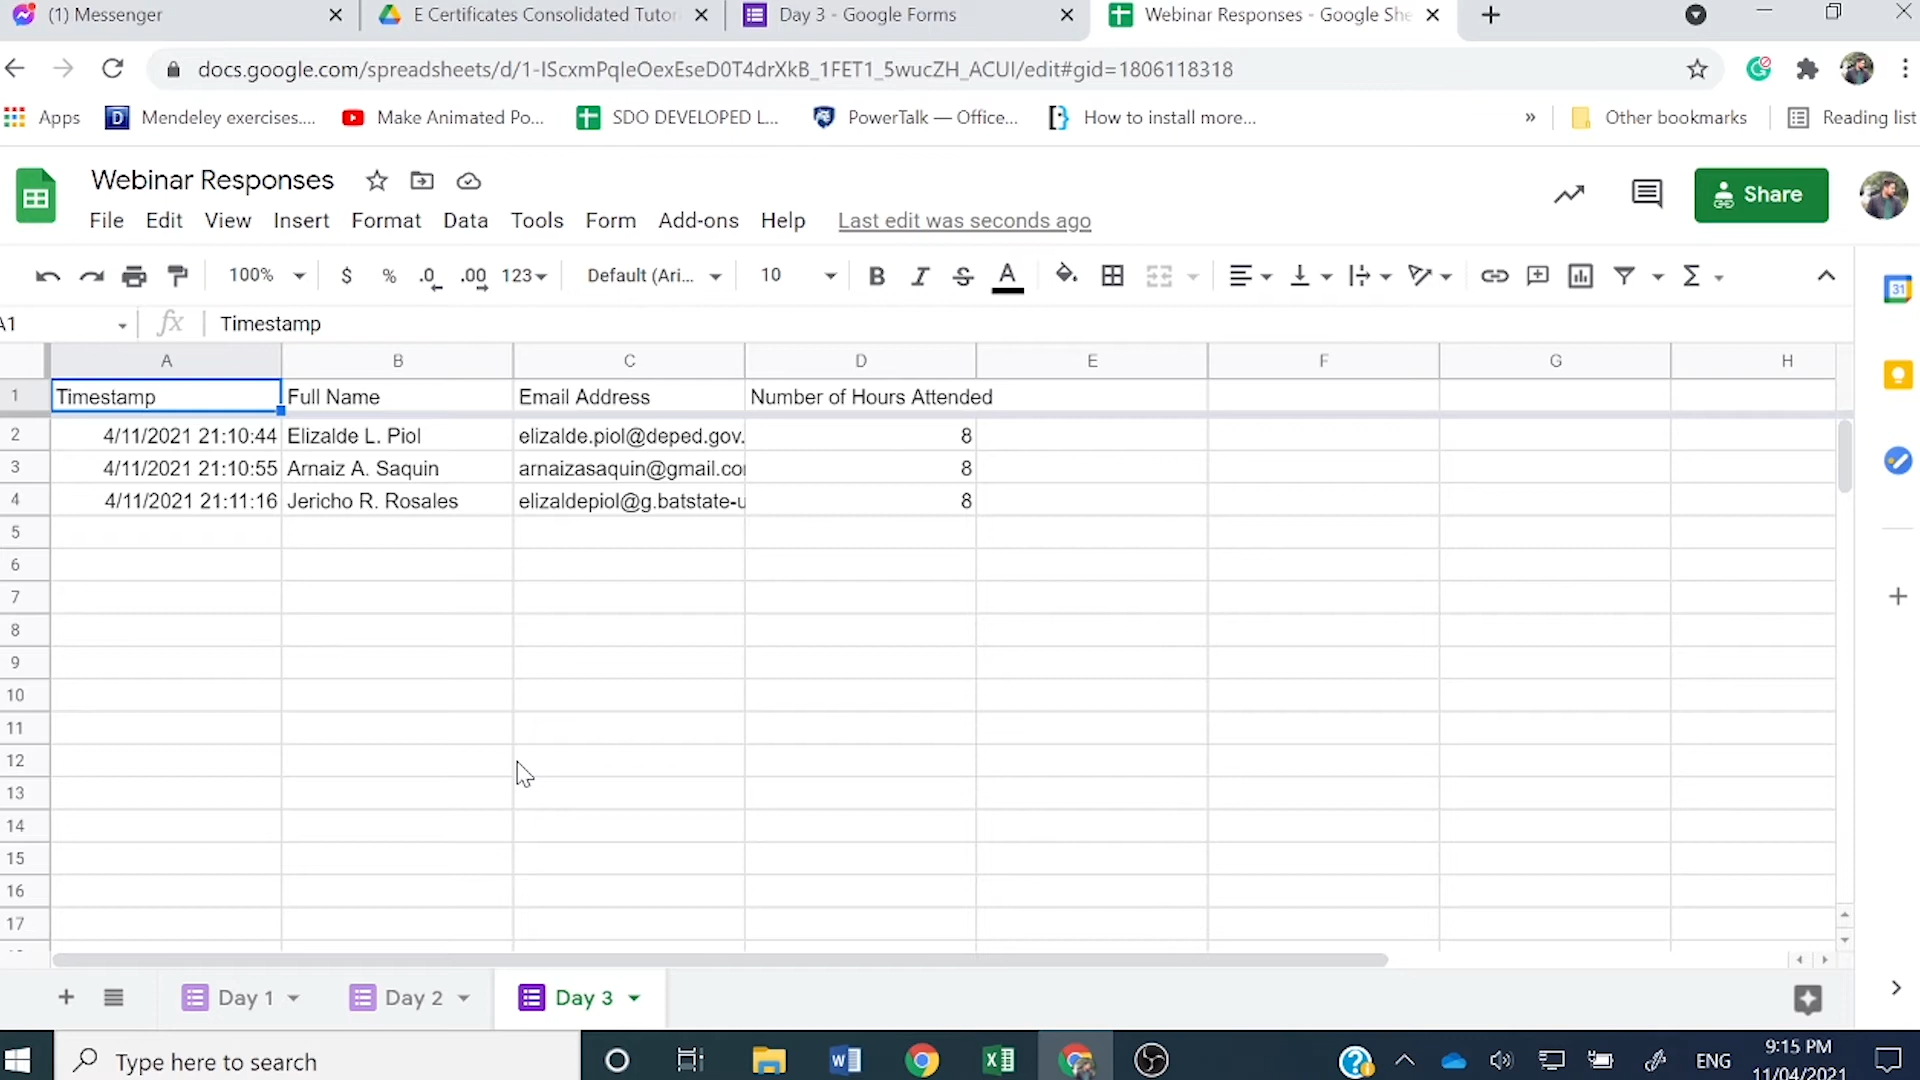 (1) Messenger
E Certificates Consolidated Tutor
Day 3 - Google Forms
Webinar Responses - Google She
docs.google.com/spreadsheets/d/1-IScxmPqIeOexEseD0T4drXkB_1FET1_5wucZH_ACUI/edit#gid=1806118318
Apps
Mendeley exercises....
Make Animated Po...
SDO DEVELOPED L...
PowerTalk — Office...
How to install more...
»
Other bookmarks
Reading list
Webinar Responses
File Edit View Insert Format Data Tools Form Add-ons Help Last edit was seconds ago
Share
100% $ % .0 .00 123 Default (Ari... 10 B I S A
31
A1 fx Timestamp
A B C D E F G H
1 Timestamp Full Name Email Address Number of Hours Attended
2 4/11/2021 21:10:44 Elizalde L. Piol elizalde.piol@deped.gov. 8
3 4/11/2021 21:10:55 Arnaiz A. Saquin arnaizasaquin@gmail.co 8
4 4/11/2021 21:11:16 Jericho R. Rosales elizaldepiol@g.batstate-u 8
5
6
7
8
9
10
11
12
13
14
15
16
17
Day 1 Day 2 Day 3
Type here to search
ENG
9:15 PM
11/04/2021